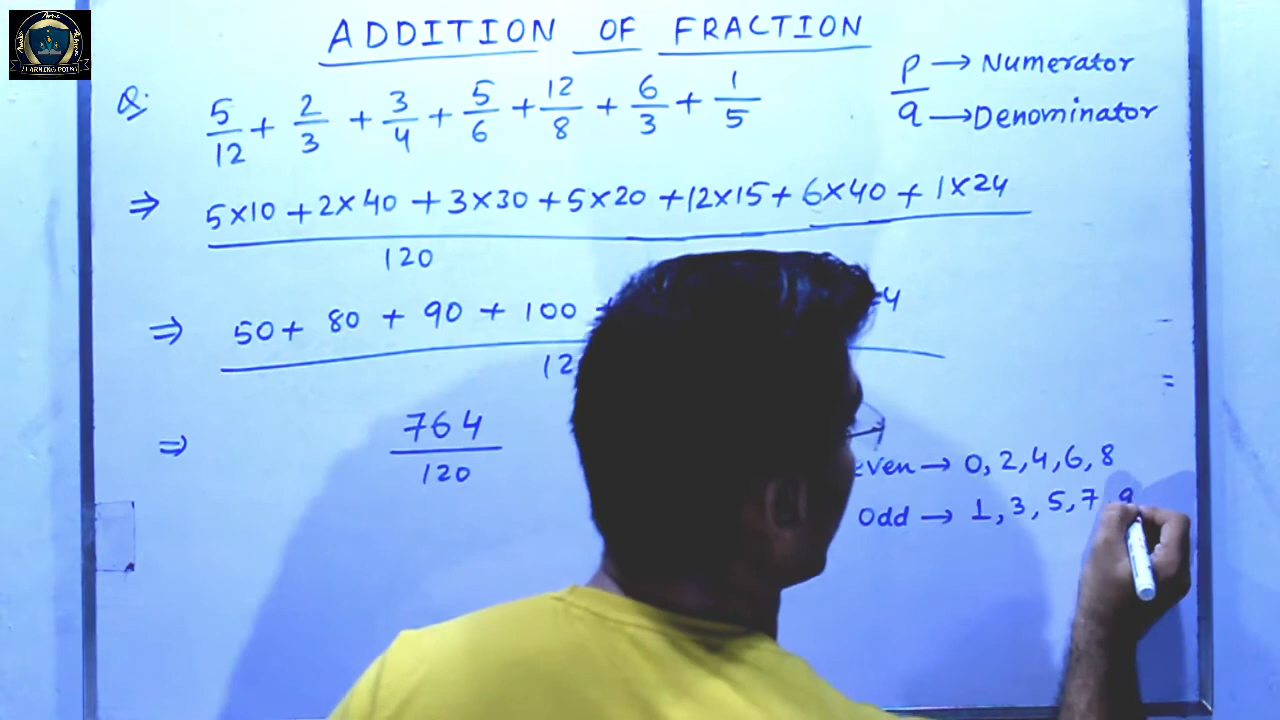 ADDITION OF FRACTION
P → Numerator
q → Denominator
Q. 5/12 + 2/3 + 3/4 + 5/6 + 12/8 + 6/3 + 1/5
⇒ 5×10 + 2×40 + 3×30 + 5×20 + 12×15 + 6×40 + 1×24
120
⇒ 50 + 80 + 90 + 100 +
⇒ 764/120
Even → 0, 2, 4, 6, 8
Odd → 1, 3, 5, 7, 9
LEARNING POINT